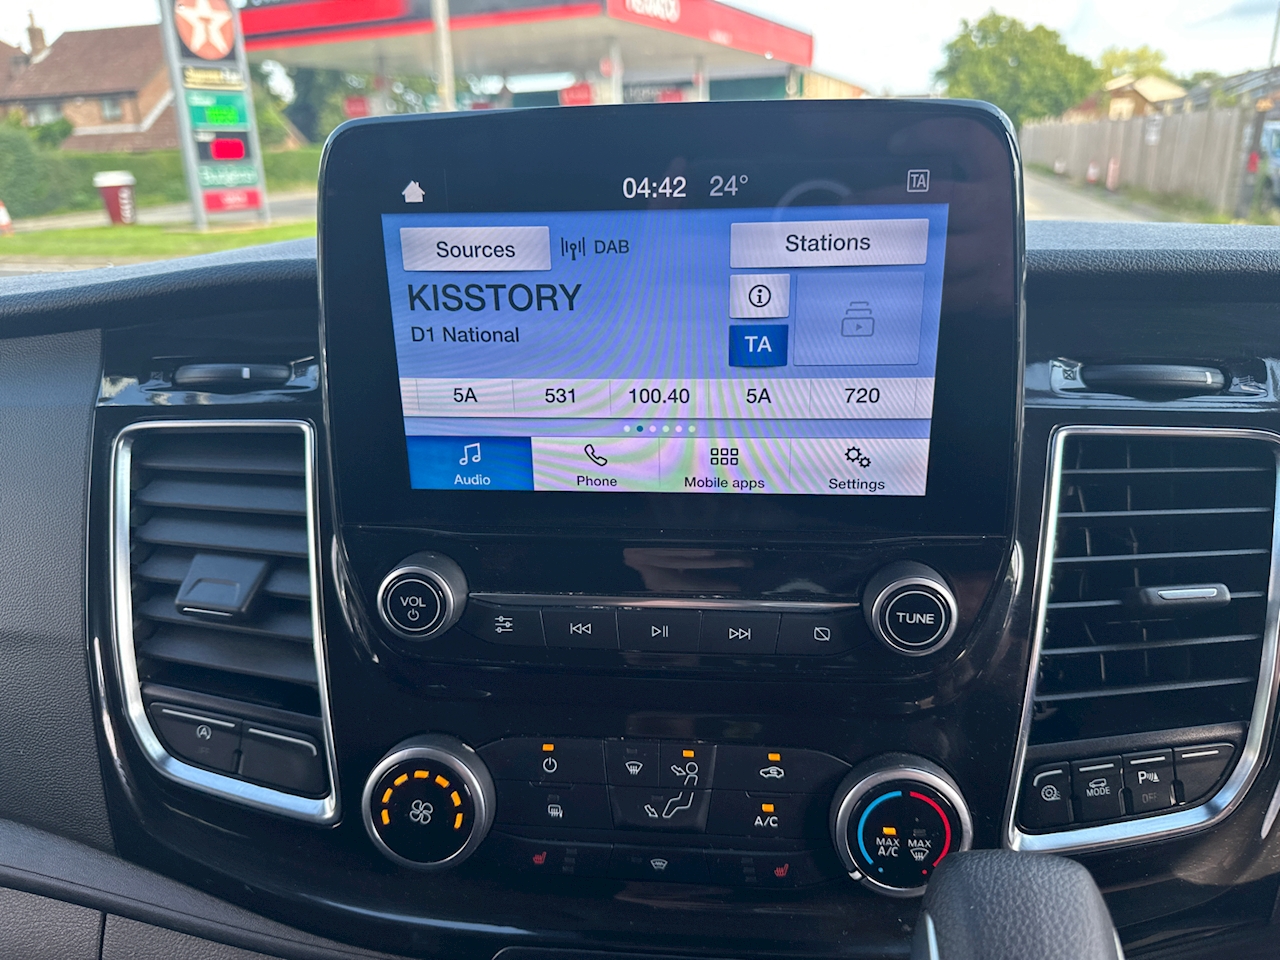 04:42 24°
TA
Sources
DAB
Stations
KISSTORY
D1 National
TA
5A 531 100.40 5A 720
Audio
Phone
Mobile apps
Settings
VOL
TUNE
A/C
MAX A/C
MAX
MODE
P
OFF